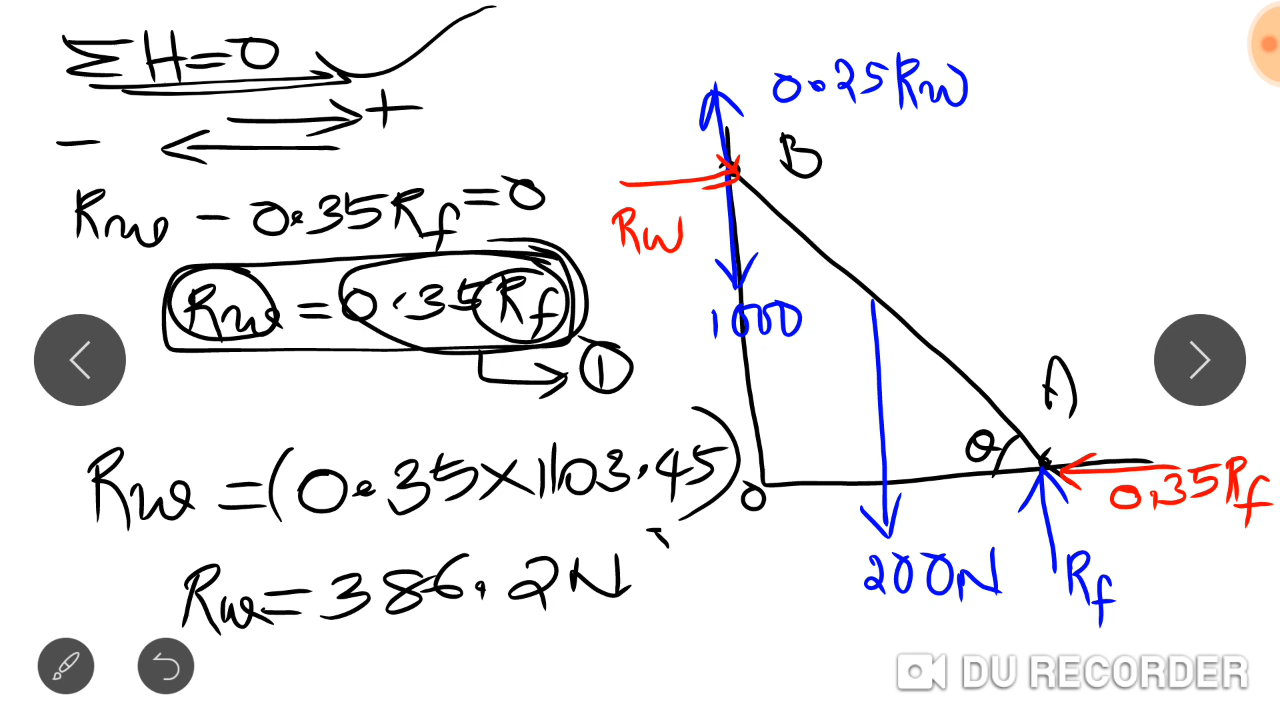 ΣH=0
+
-
Rw - 0.35Rf=0
Rw = 0.35Rf
1
Rw =(0.35×1103.45)
Rw=386.2N
0.25Rw
B
Rw
1000
A
θ
O
0.35Rf
200N
Rf
DU RECORDER